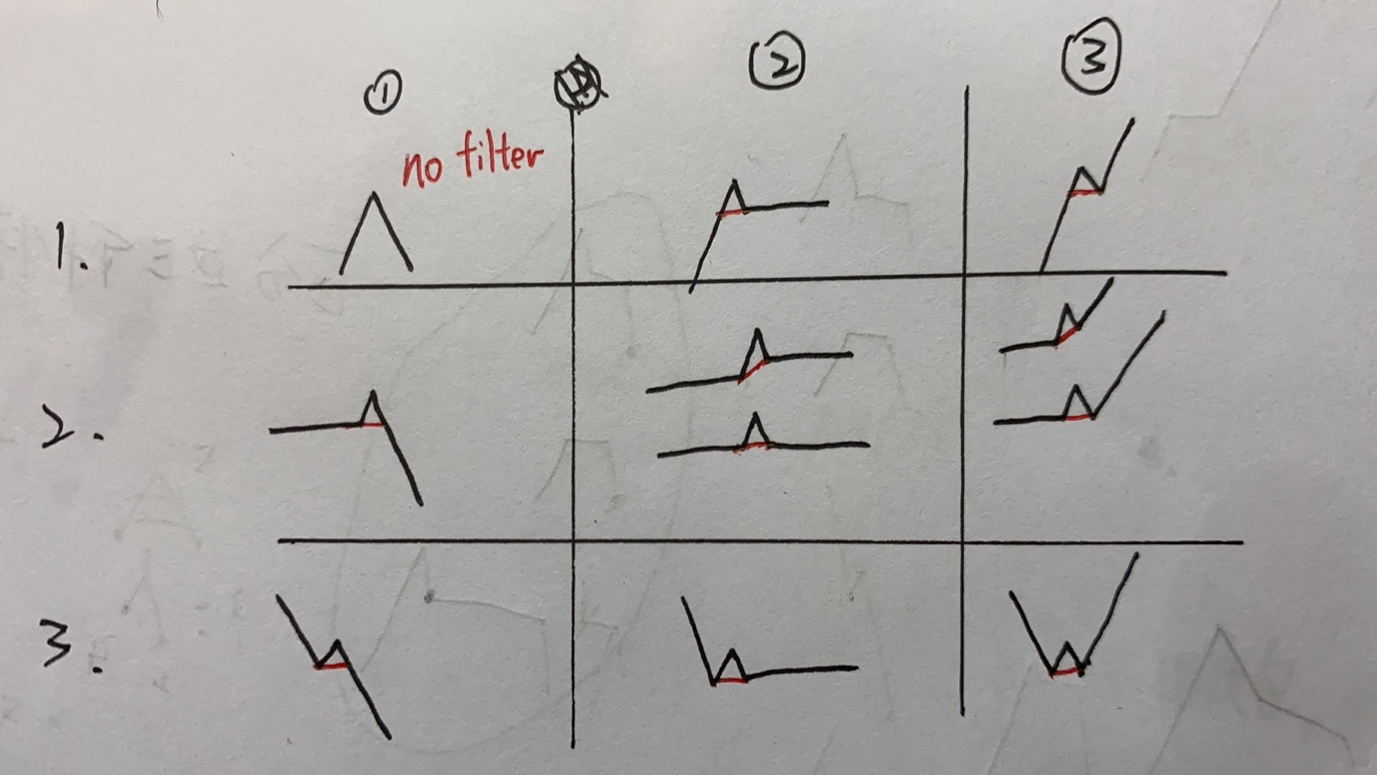 ① ② ③
no filter
1.
2.
3.